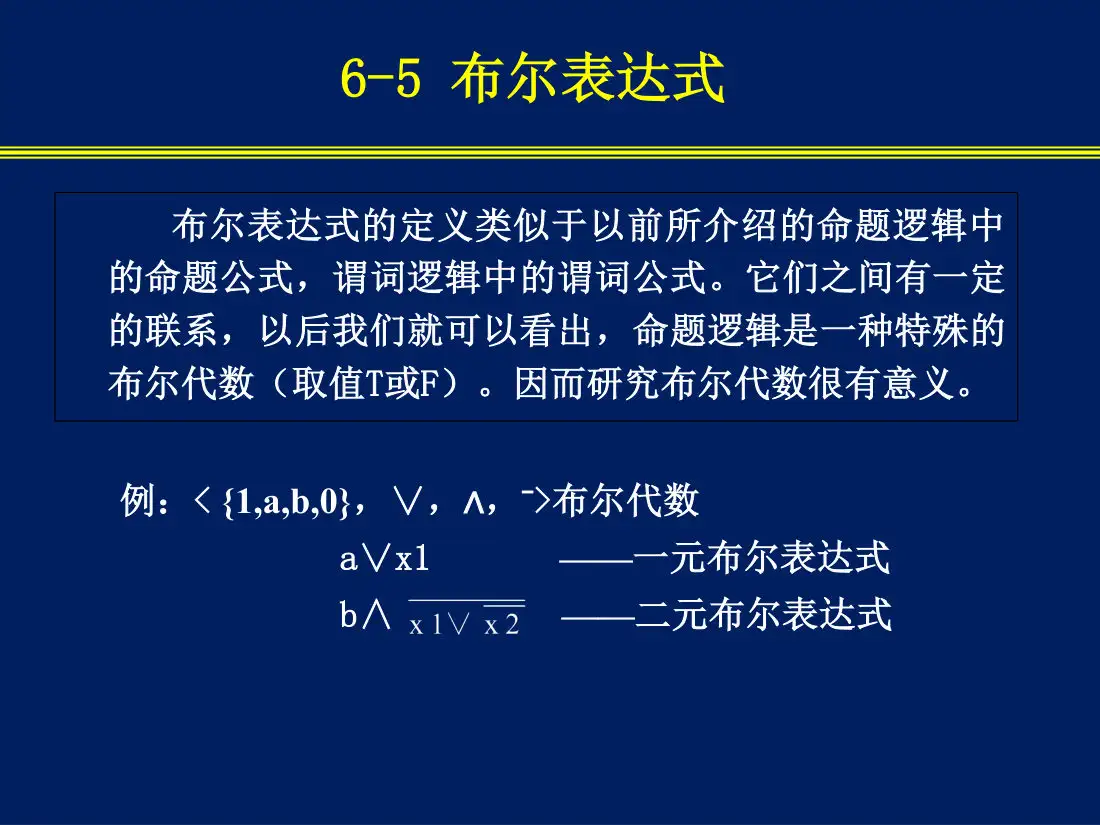 6-5 布尔表达式
布尔表达式的定义类似于以前所介绍的命题逻辑中
的命题公式，谓词逻辑中的谓词公式。它们之间有一定
的联系，以后我们就可以看出，命题逻辑是一种特殊的
布尔代数（取值T或F）。因而研究布尔代数很有意义。
例：< {1,a,b,0}，∨，∧，⁻>布尔代数
a∨x1 ——一元布尔表达式
b∧ x̅ ̅1̅∨̅ ̅x̅ ̅2̅ ——二元布尔表达式